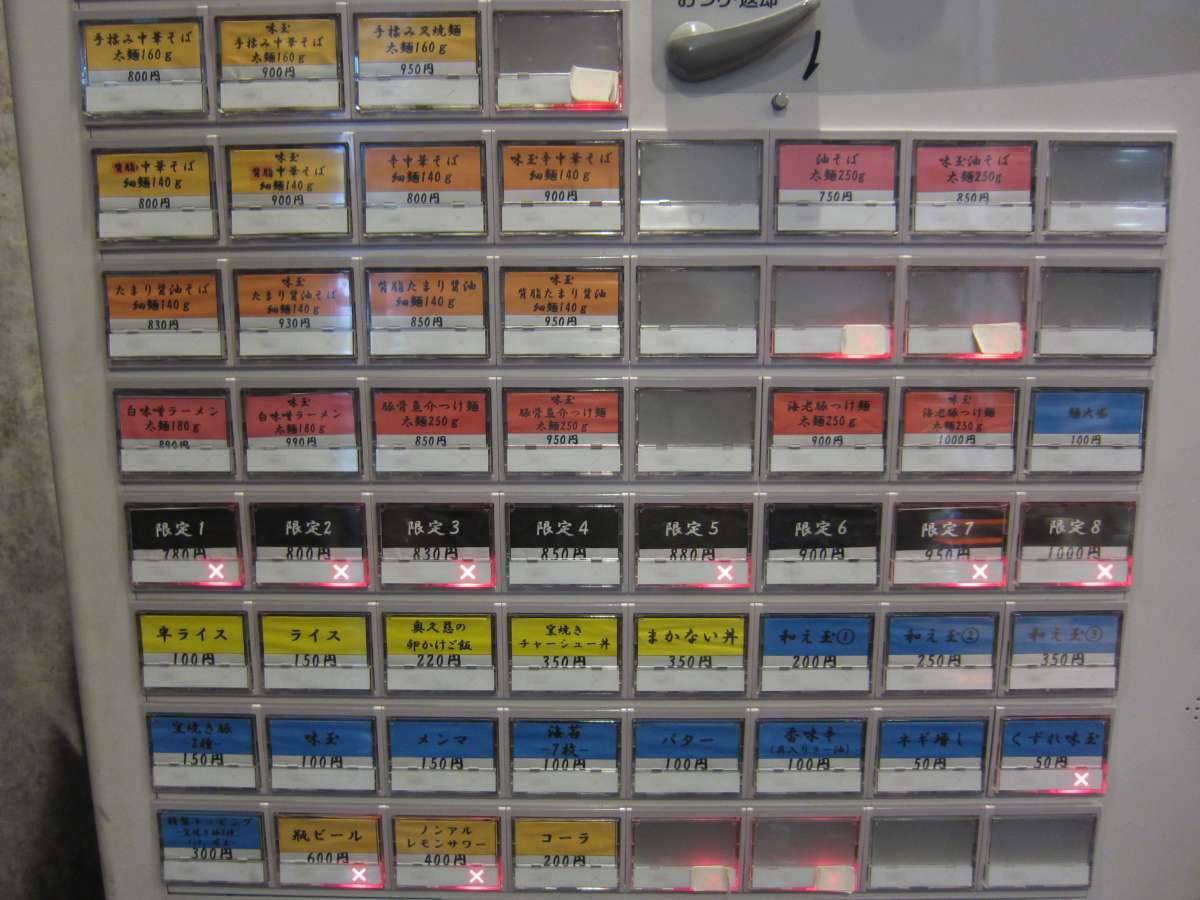 おつり返却
手揉み中華そば
太麺160g
800円
味玉
手揉み中華そば
太麺160g
900円
手揉み叉焼麺
太麺160g
950円
背脂中華そば
細麺140g
800円
味玉
背脂中華そば
細麺140g
900円
辛中華そば
細麺140g
800円
味玉辛中華そば
細麺140g
900円
油そば
太麺250g
750円
味玉油そば
太麺250g
850円
たまり醤油そば
細麺140g
830円
味玉
たまり醤油そば
細麺140g
930円
背脂たまり醤油
細麺140g
850円
味玉
背脂たまり醤油
細麺140g
950円
白味噌ラーメン
太麺180g
890円
味玉
白味噌ラーメン
太麺180g
990円
豚骨魚介つけ麺
太麺250g
850円
味玉
豚骨魚介つけ麺
太麺250g
950円
海老豚つけ麺
太麺250g
900円
味玉
海老豚つけ麺
太麺250g
1000円
麺大盛
100円
限定1
780円
限定2
800円
限定3
830円
限定4
850円
限定5
880円
限定6
900円
限定7
950円
限定8
1000円
半ライス
100円
ライス
150円
奥久慈の
卵かけご飯
220円
窯焼き
チャーシュー丼
350円
まかない丼
350円
和え玉①
200円
和え玉②
250円
和え玉③
350円
窯焼き豚
-2種-
150円
味玉
100円
メンマ
150円
海苔
-7枚-
100円
バター
100円
香味辛
(具入りラー油)
100円
ネギ増し
50円
くずれ味玉
50円
特製トッピング
300円
瓶ビール
600円
ノンアル
レモンサワー
400円
コーラ
200円